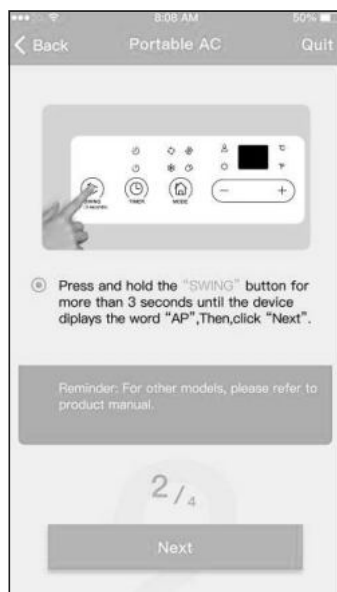 8:08 AM 50%
Back Portable AC Quit
°C
°F
SWING TIMER MODE
− +
Press and hold the "SWING" button for
more than 3 seconds until the device
diplays the word "AP",Then,click "Next".
Reminder: For other models, please refer to
product manual.
2/4
Next